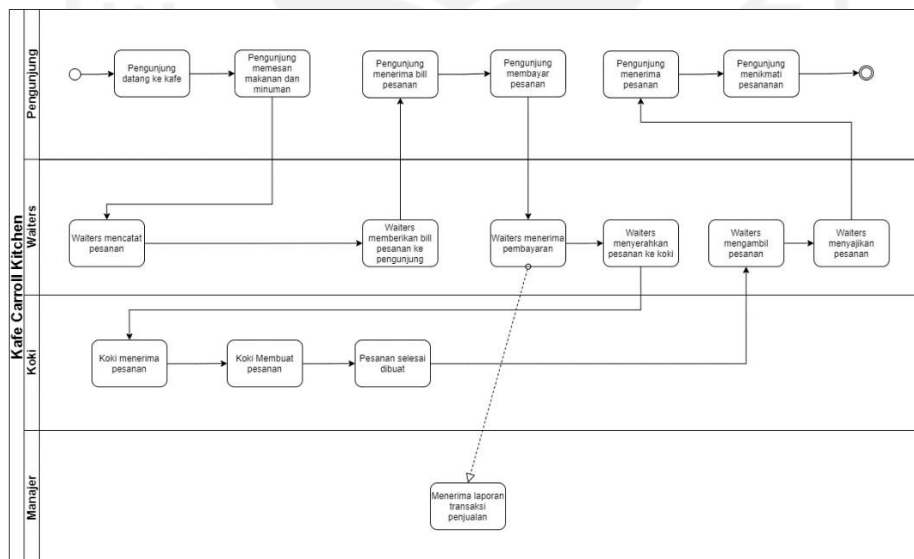 Kafe Carroll Kitchen
Pengunjung
Pengunjung
datang ke kafe
Pengunjung
memesan
makanan dan
minuman
Pengunjung
menerima bill
pesanan
Pengunjung
membayar
pesanan
Pengunjung
menerima
pesanan
Pengunjung
menikmati
pesananan
Waiters
Waiters mencatat
pesanan
Waiters
memberikan bill
pesanan ke
pengunjung
Waiters menerima
pembayaran
Waiters
menyerahkan
pesanan ke koki
Waiters
mengambil
pesanan
Waiters
menyajikan
pesanan
Koki
Koki menerima
pesanan
Koki Membuat
pesanan
Pesanan selesai
dibuat
Manajer
Menerima laporan
transaksi
penjualan